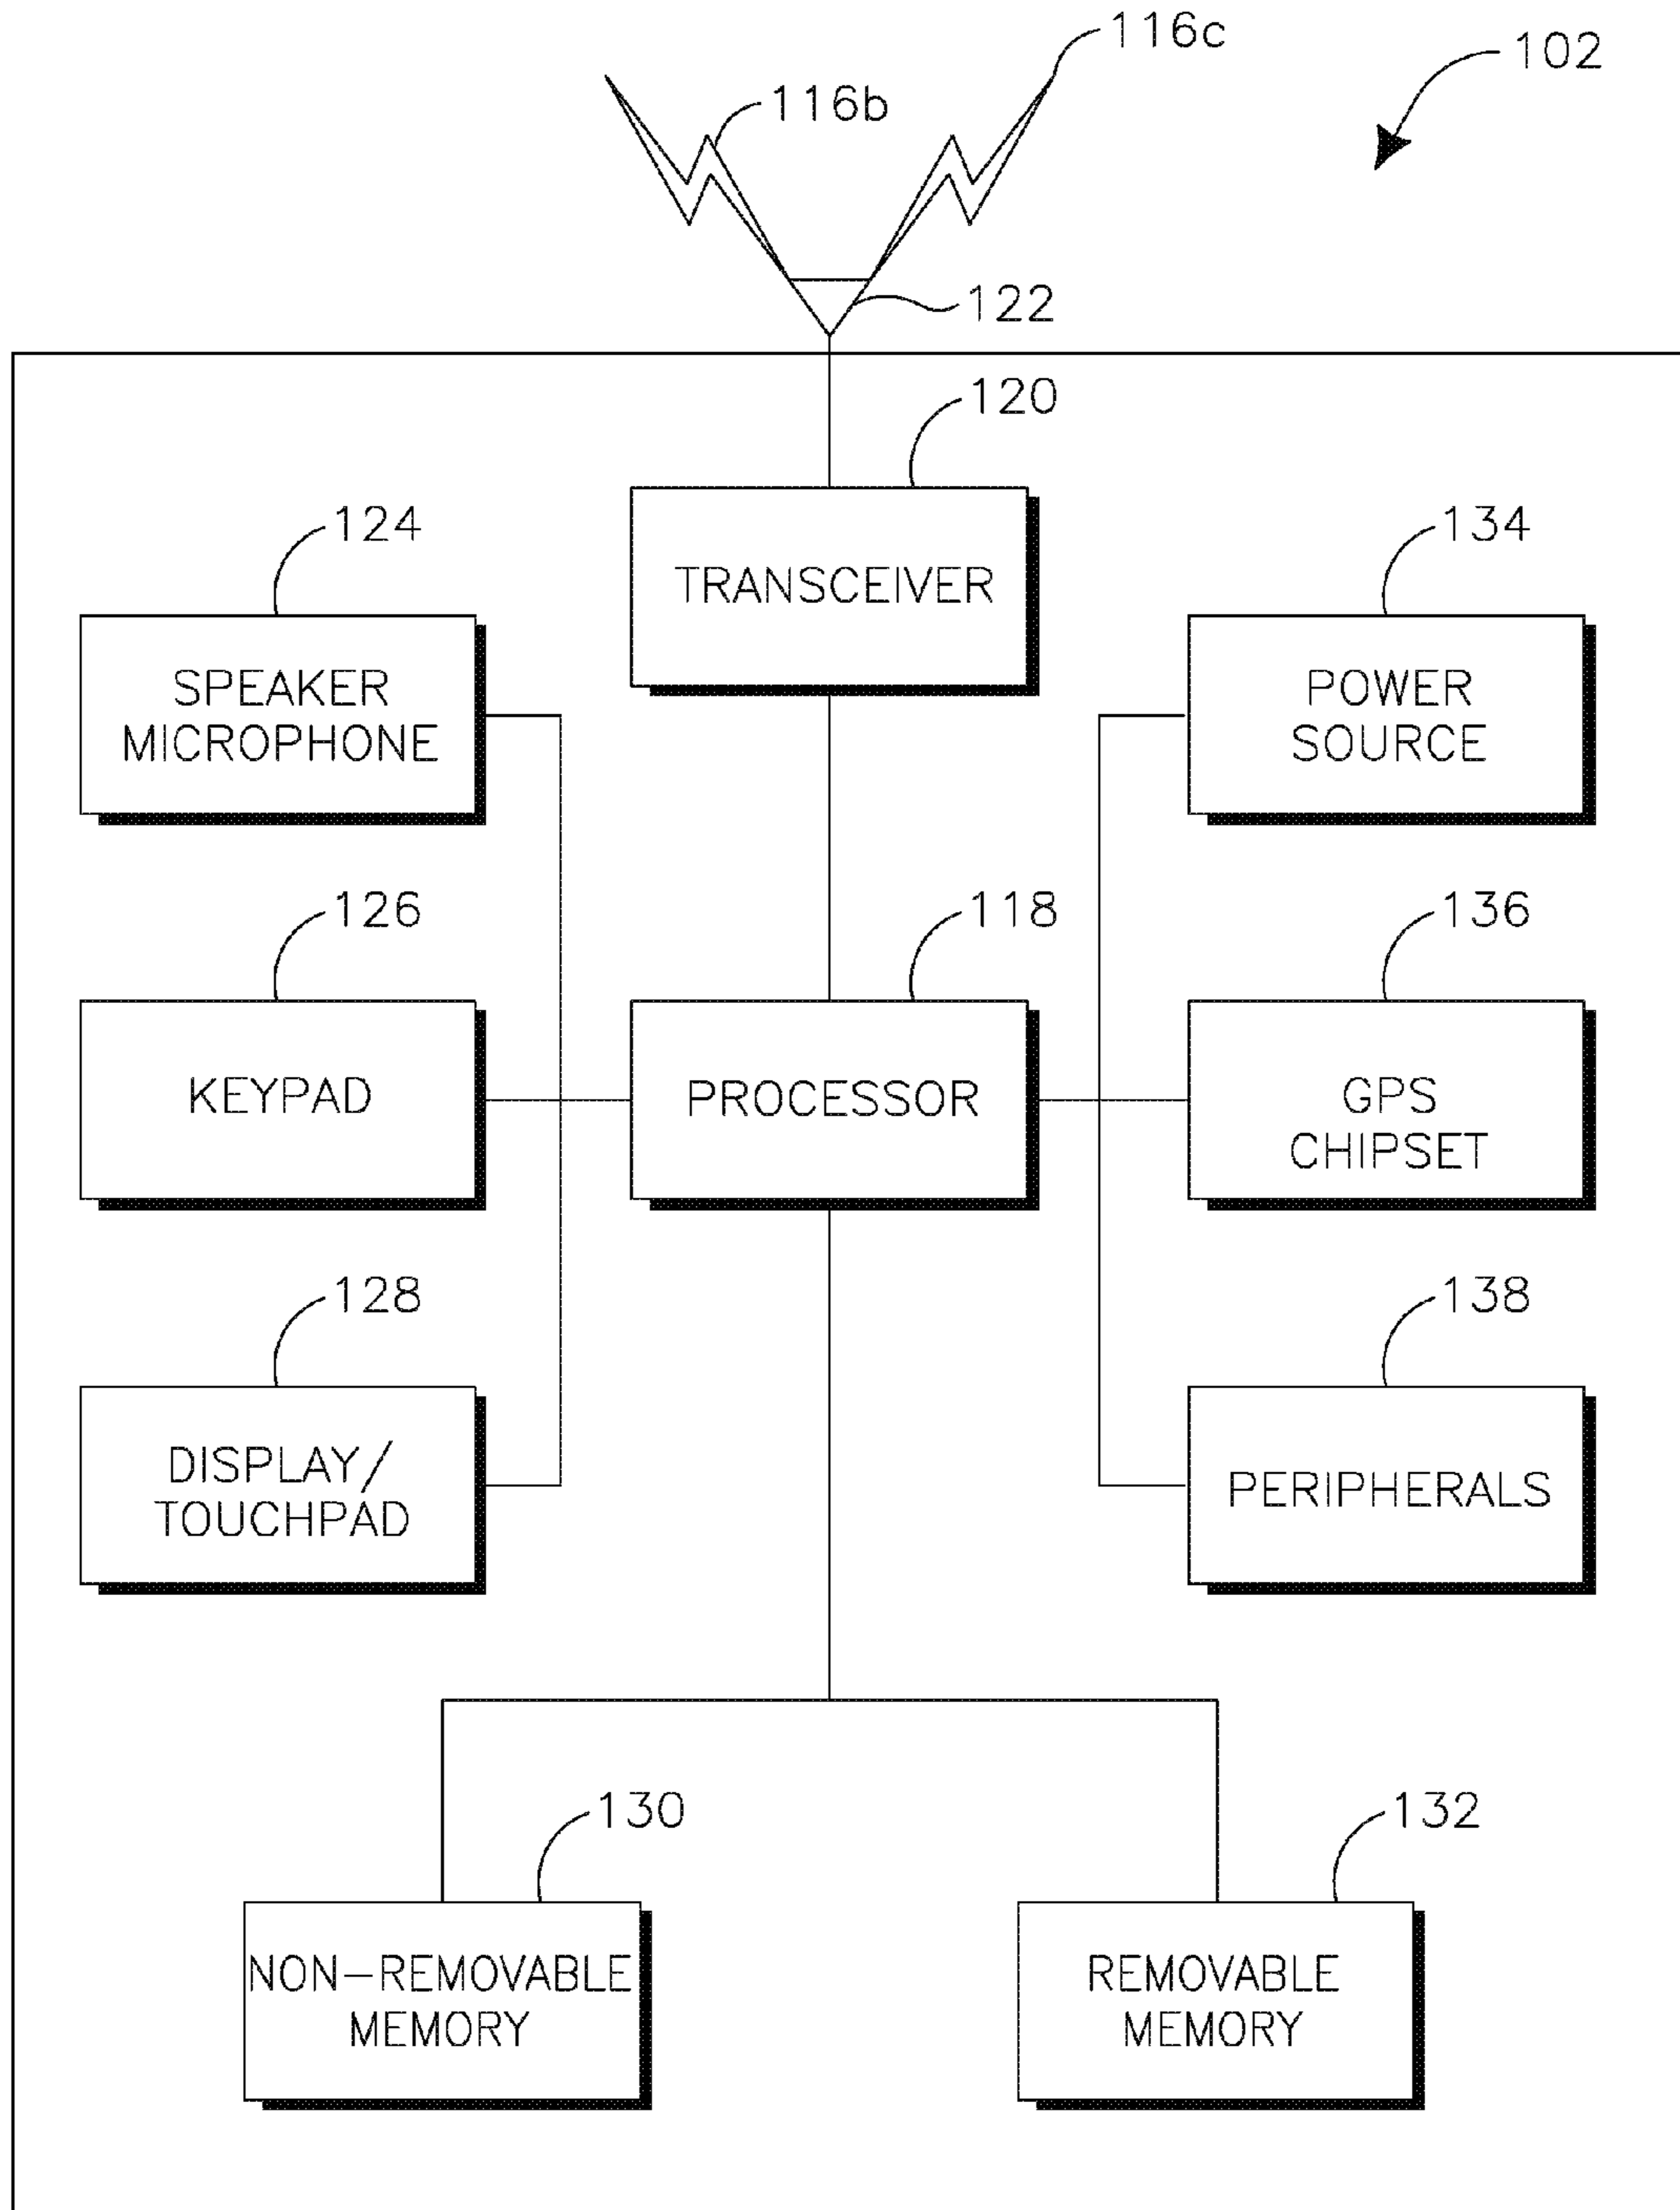 116c
102
116b
122
120
TRANSCEIVER
124
SPEAKER
MICROPHONE
134
POWER
SOURCE
126
KEYPAD
118
PROCESSOR
136
GPS
CHIPSET
128
DISPLAY/
TOUCHPAD
138
PERIPHERALS
130
NON-REMOVABLE
MEMORY
132
REMOVABLE
MEMORY